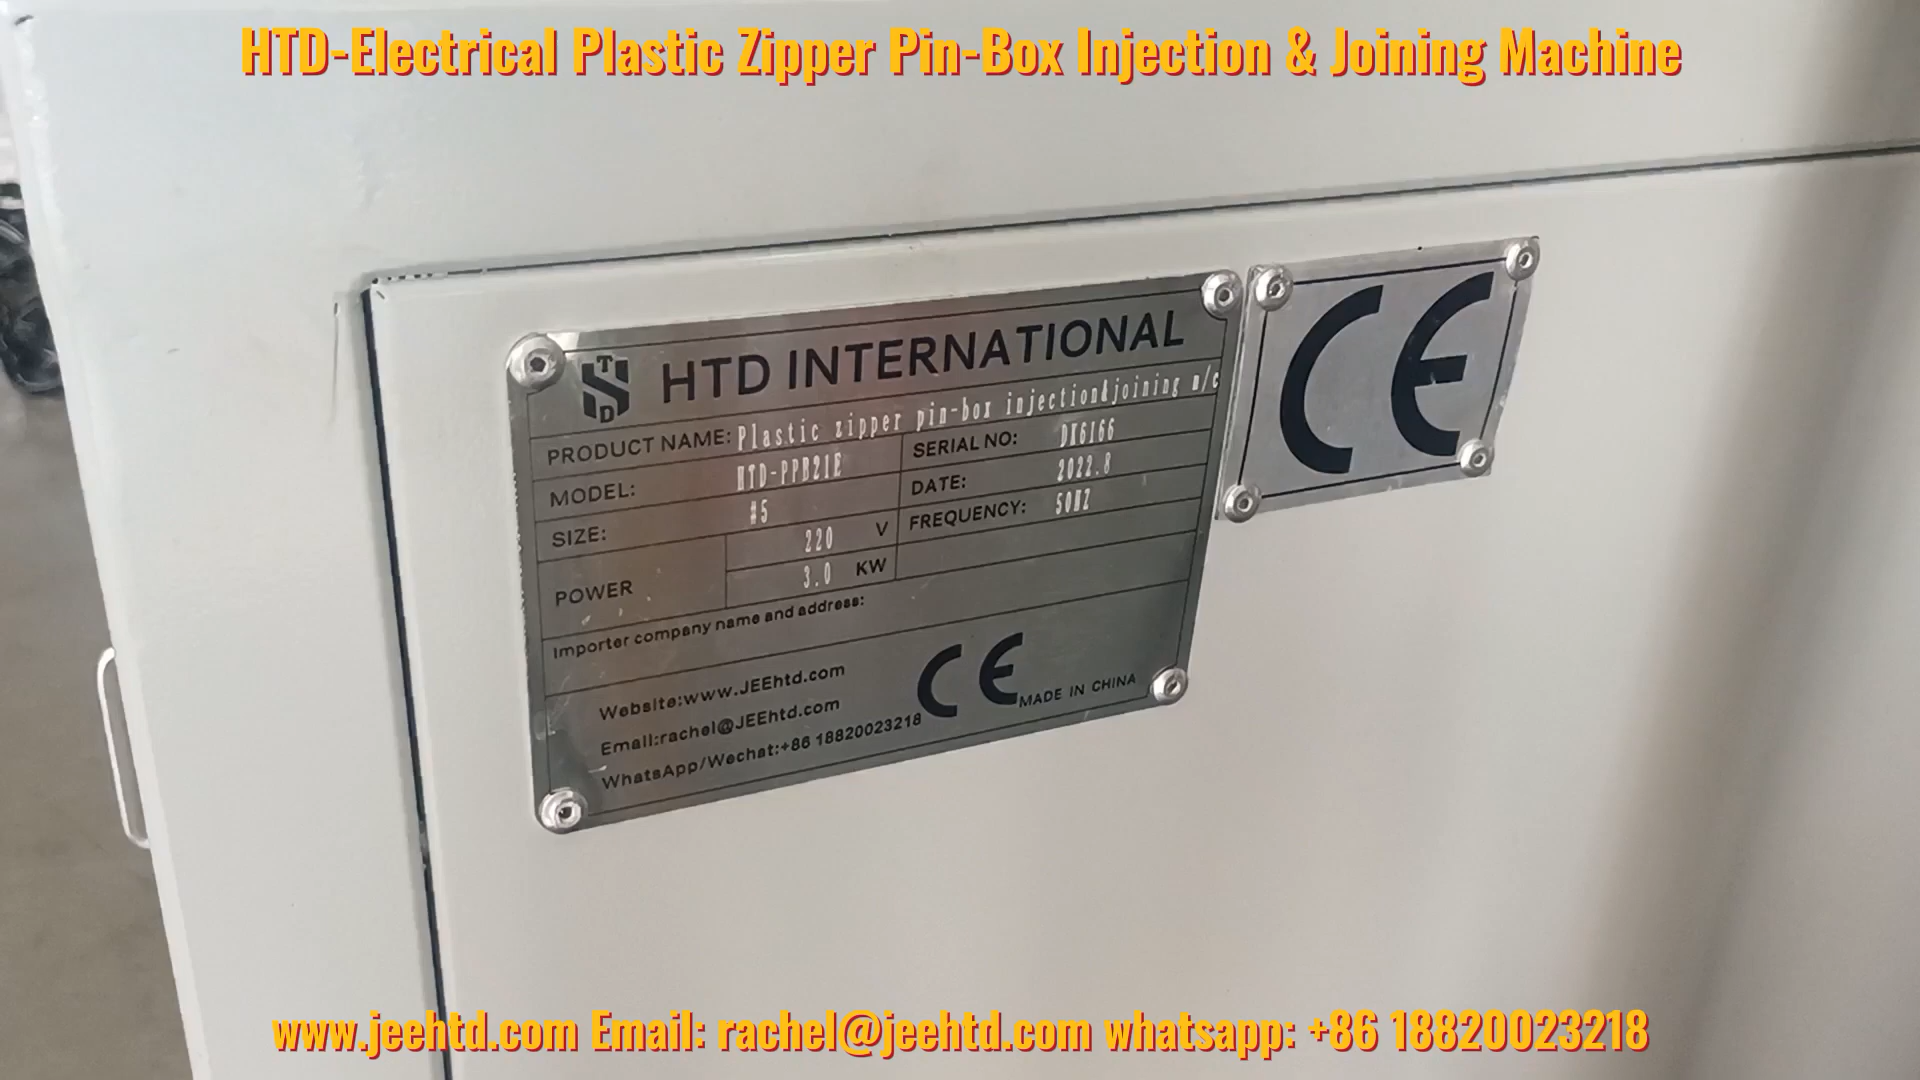 HTD-Electrical Plastic Zipper Pin-Box Injection & Joining Machine
HTD INTERNATIONAL
PRODUCT NAME: Plastic zipper pin-box injection&joining m/c
MODEL: HTD-PPB21E SERIAL NO: DK6166
SIZE: #5 DATE: 2022.8
POWER 220 V FREQUENCY: 50HZ
3.0 KW
Importer company name and address:
Website:www.JEEhtd.com
Email:rachel@JEEhtd.com
WhatsApp/Wechat:+86 18820023218
CE MADE IN CHINA
CE
www.jeehtd.com Email: rachel@jeehtd.com whatsapp: +86 18820023218